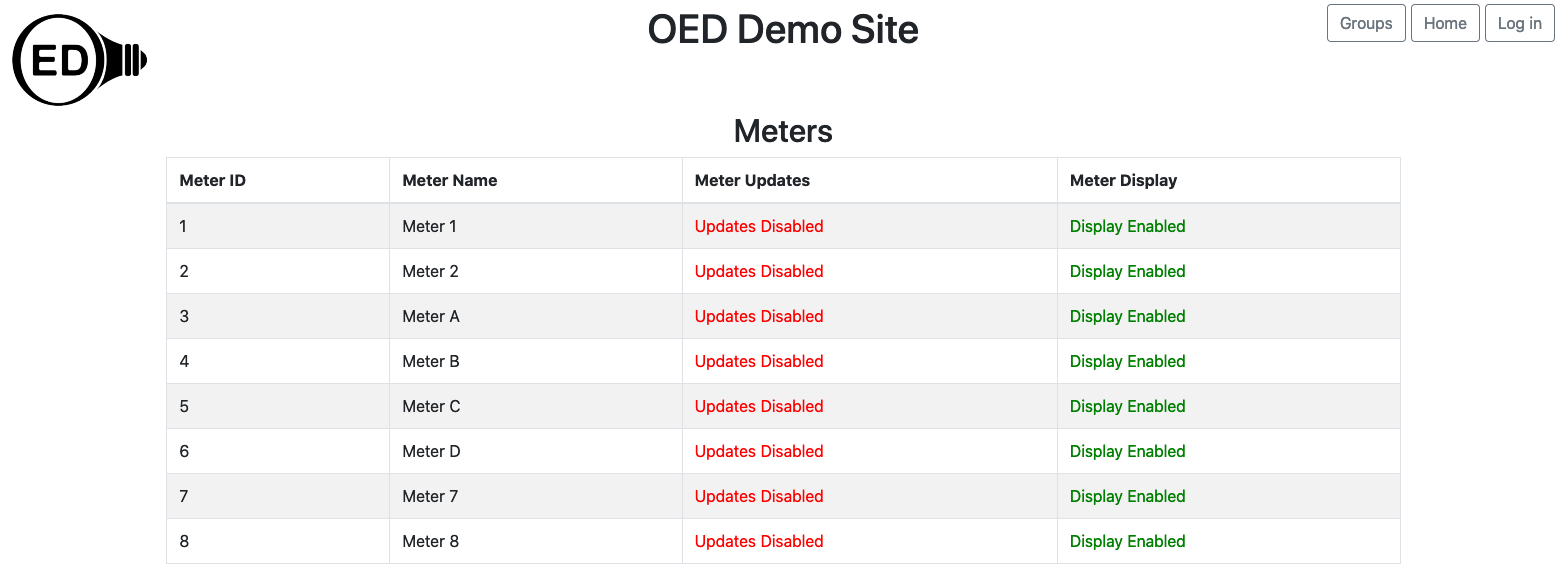 ED
OED Demo Site
Groups Home Log in
Meters
Meter ID Meter Name Meter Updates Meter Display
1 Meter 1 Updates Disabled Display Enabled
2 Meter 2 Updates Disabled Display Enabled
3 Meter A Updates Disabled Display Enabled
4 Meter B Updates Disabled Display Enabled
5 Meter C Updates Disabled Display Enabled
6 Meter D Updates Disabled Display Enabled
7 Meter 7 Updates Disabled Display Enabled
8 Meter 8 Updates Disabled Display Enabled